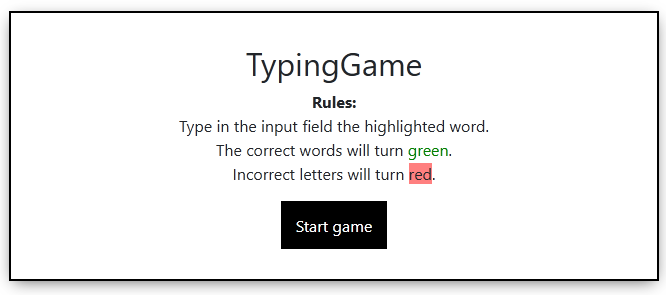 TypingGame
Rules:
Type in the input field the highlighted word.
The correct words will turn green.
Incorrect letters will turn red.
Start game